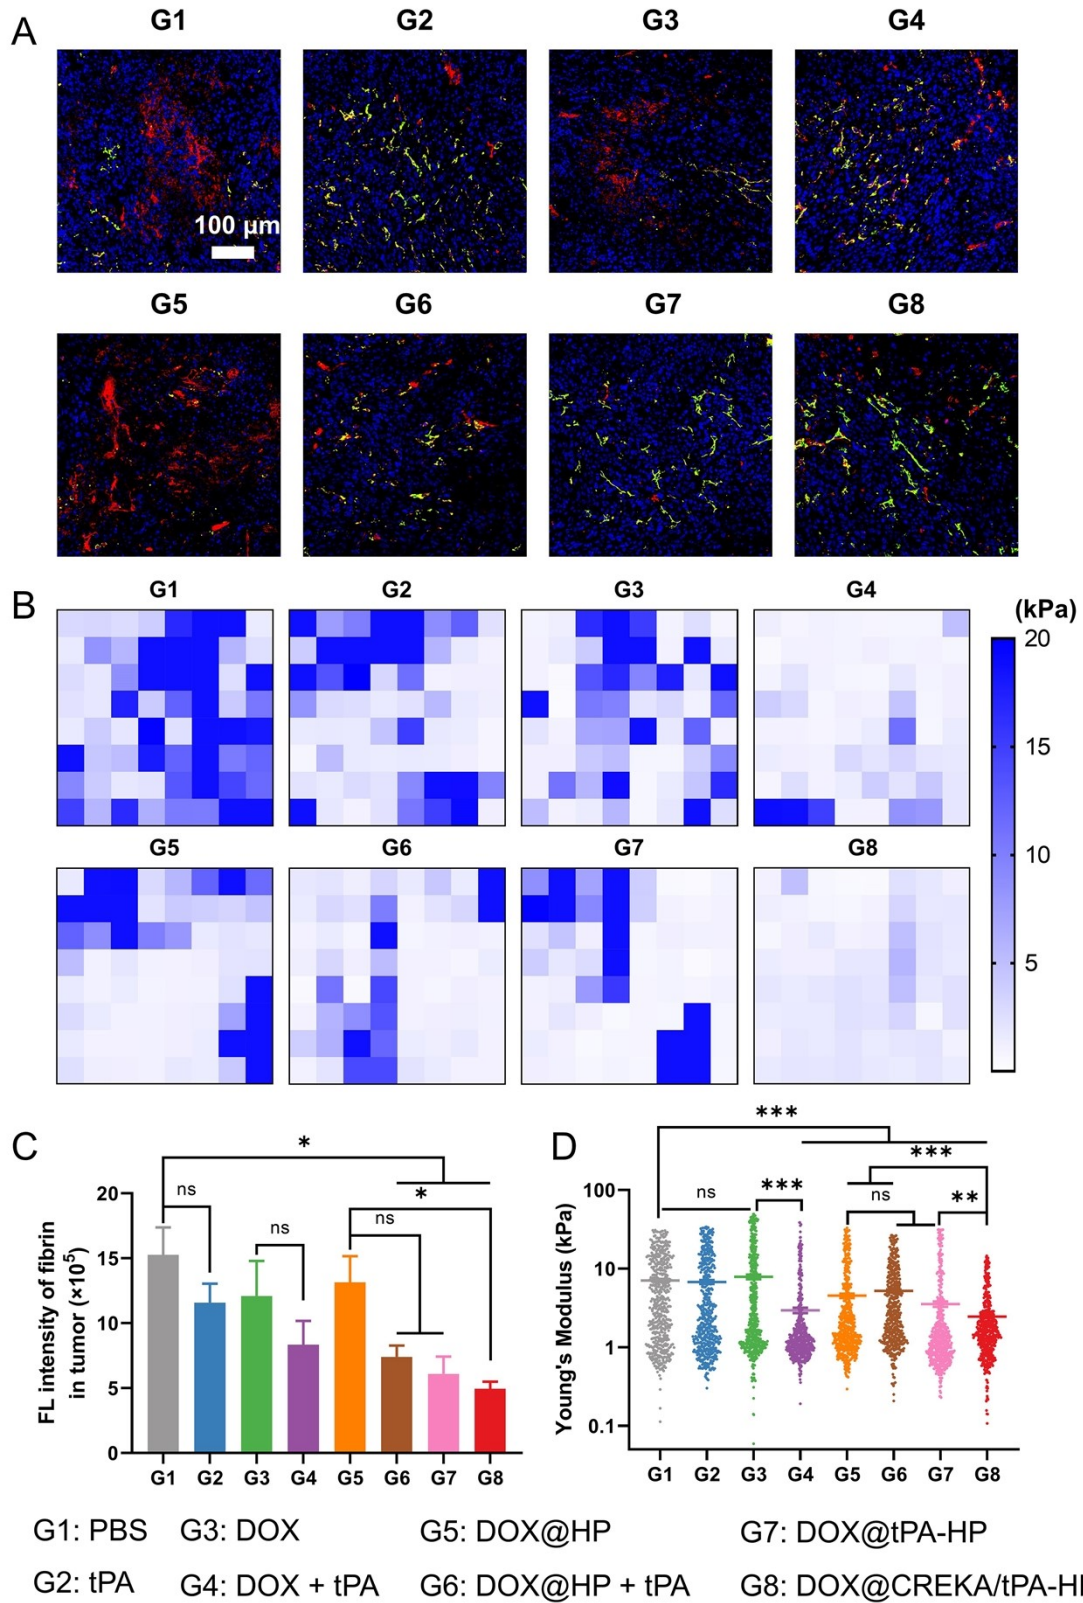 A
G1 G2 G3 G4
100 µm
G5 G6 G7 G8
B
G1 G2 G3 G4
(kPa)
20
15
10
5
G5 G6 G7 G8
C
*
*
ns
ns
ns
FL intensity of fibrin
in tumor (×10⁵)
20
15
10
5
0
G1 G2 G3 G4 G5 G6 G7 G8
D
***
***
***
**
ns
ns
Young's Modulus (kPa)
100
10
1
0.1
G1 G2 G3 G4 G5 G6 G7 G8
G1: PBS G3: DOX G5: DOX@HP G7: DOX@tPA-HP
G2: tPA G4: DOX + tPA G6: DOX@HP + tPA G8: DOX@CREKA/tPA-H